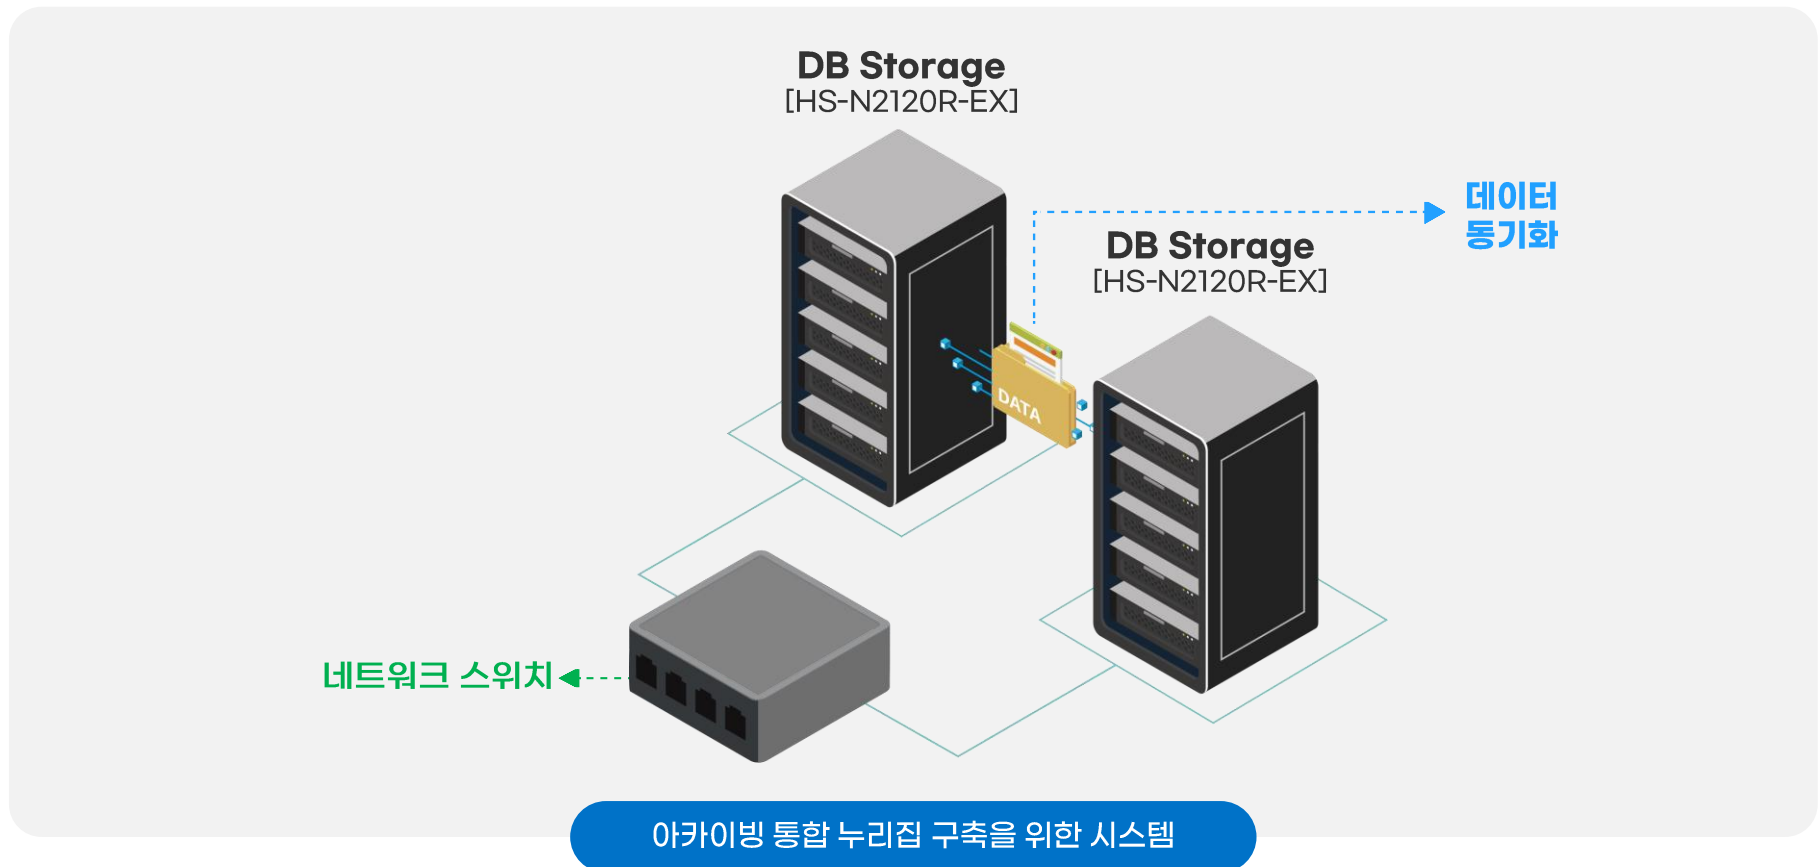 DB Storage
[HS-N2120R-EX]
데이터
동기화
DB Storage
[HS-N2120R-EX]
DATA
네트워크 스위치
아카이빙 통합 누리집 구축을 위한 시스템